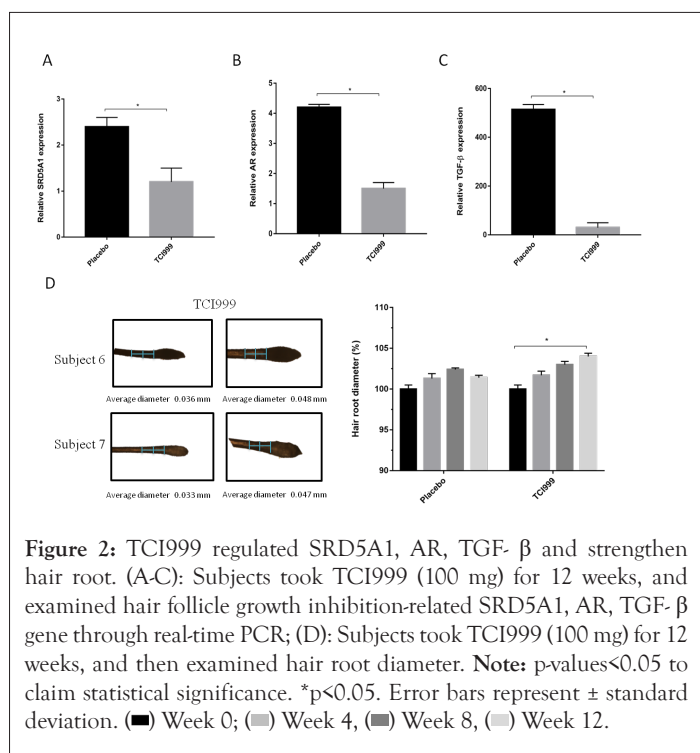 A
B
C
3
2
1
0
Relative SRD5A1 expression
*
Placebo
TCI999
5
4
3
2
1
0
Relative AR expression
*
Placebo
TCI999
600
400
200
0
Relative TGF-β expression
*
Placebo
TCI999
D
TCI999
Subject 6
Average diameter 0.036 mm
Average diameter 0.048 mm
Subject 7
Average diameter 0.033 mm
Average diameter 0.047 mm
110
105
100
95
90
Hair root diameter (%)
*
Placebo
TCI999
Figure 2: TCI999 regulated SRD5A1, AR, TGF- β and strengthen
hair root. (A-C): Subjects took TCI999 (100 mg) for 12 weeks, and
examined hair follicle growth inhibition-related SRD5A1, AR, TGF- β
gene through real-time PCR; (D): Subjects took TCI999 (100 mg) for 12
weeks, and then examined hair root diameter. Note: p-values<0.05 to
claim statistical significance. *p<0.05. Error bars represent ± standard
deviation. () Week 0; () Week 4, () Week 8, () Week 12.